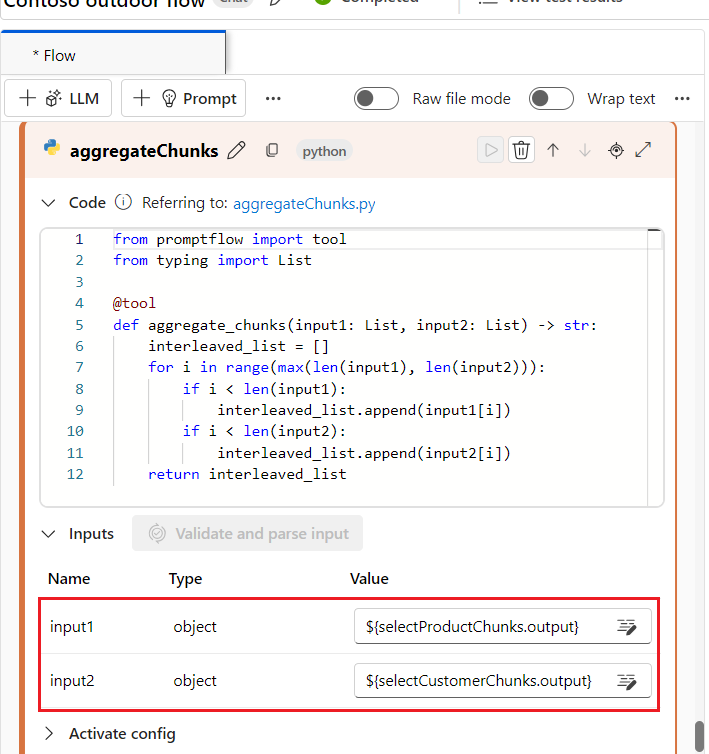 Contoso outdoor flow Chat Completed View test results
* Flow
LLM Prompt ... Raw file mode Wrap text ...
aggregateChunks python
Code Referring to: aggregateChunks.py
1 from promptflow import tool
2 from typing import List
3
4 @tool
5 def aggregate_chunks(input1: List, input2: List) -> str:
6 interleaved_list = []
7 for i in range(max(len(input1), len(input2))):
8 if i < len(input1):
9 interleaved_list.append(input1[i])
10 if i < len(input2):
11 interleaved_list.append(input2[i])
12 return interleaved_list
Inputs Validate and parse input
Name Type Value
input1 object ${selectProductChunks.output}
input2 object ${selectCustomerChunks.output}
Activate config